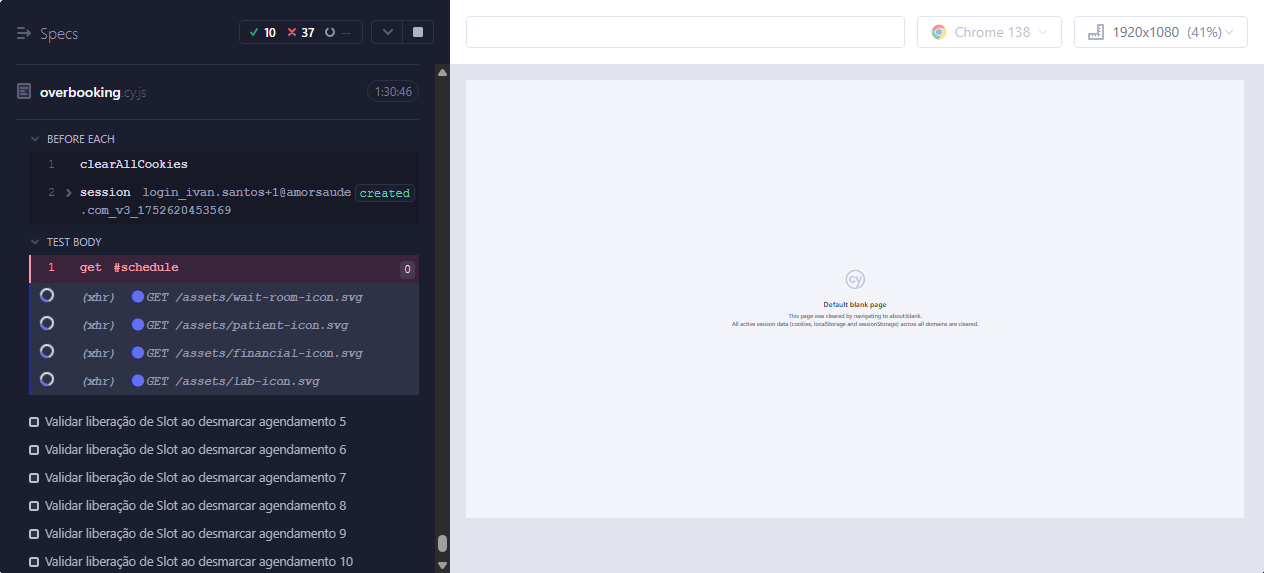 Specs
10 37 --
Chrome 138
1920x1080 (41%)
overbooking.cy.js
1:30:46
BEFORE EACH
1 clearAllCookies
2 session login_ivan.santos+1@amorsaude created
.com_v3_1752620453569
TEST BODY
1 get #schedule 0
(xhr) GET /assets/wait-room-icon.svg
(xhr) GET /assets/patient-icon.svg
(xhr) GET /assets/financial-icon.svg
(xhr) GET /assets/lab-icon.svg
Validar liberação de Slot ao desmarcar agendamento 5
Validar liberação de Slot ao desmarcar agendamento 6
Validar liberação de Slot ao desmarcar agendamento 7
Validar liberação de Slot ao desmarcar agendamento 8
Validar liberação de Slot ao desmarcar agendamento 9
Validar liberação de Slot ao desmarcar agendamento 10
cy
Default blank page
This page was cleared by navigating to about:blank.
All active session data (cookies, localStorage and sessionStorage) across all domains are cleared.